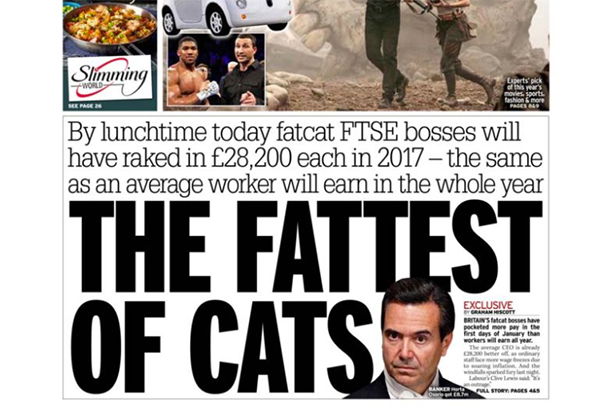 Slimming
WORLD
SEE PAGE 26
Experts' pick
of this year's
movies, sports,
fashion & more
PAGES 8&9
By lunchtime today fatcat FTSE bosses will
have raked in £28,200 each in 2017 – the same
as an average worker will earn in the whole year
THE FATTEST
OF CATS
EXCLUSIVE
BY GRAHAM HISCOTT
BRITAIN'S fatcat bosses have
pocketed more pay in the
first days of January than
workers will earn all year.
The average CEO is already
£28,200 better off, as ordinary
staff face more wage freezes due
to soaring inflation. And the
windfalls sparked fury last night.
Labour's Clive Lewis said: "It's
an outrage."
FULL STORY: PAGES 4&5
BANKER Horta
Osorio got £8.7m